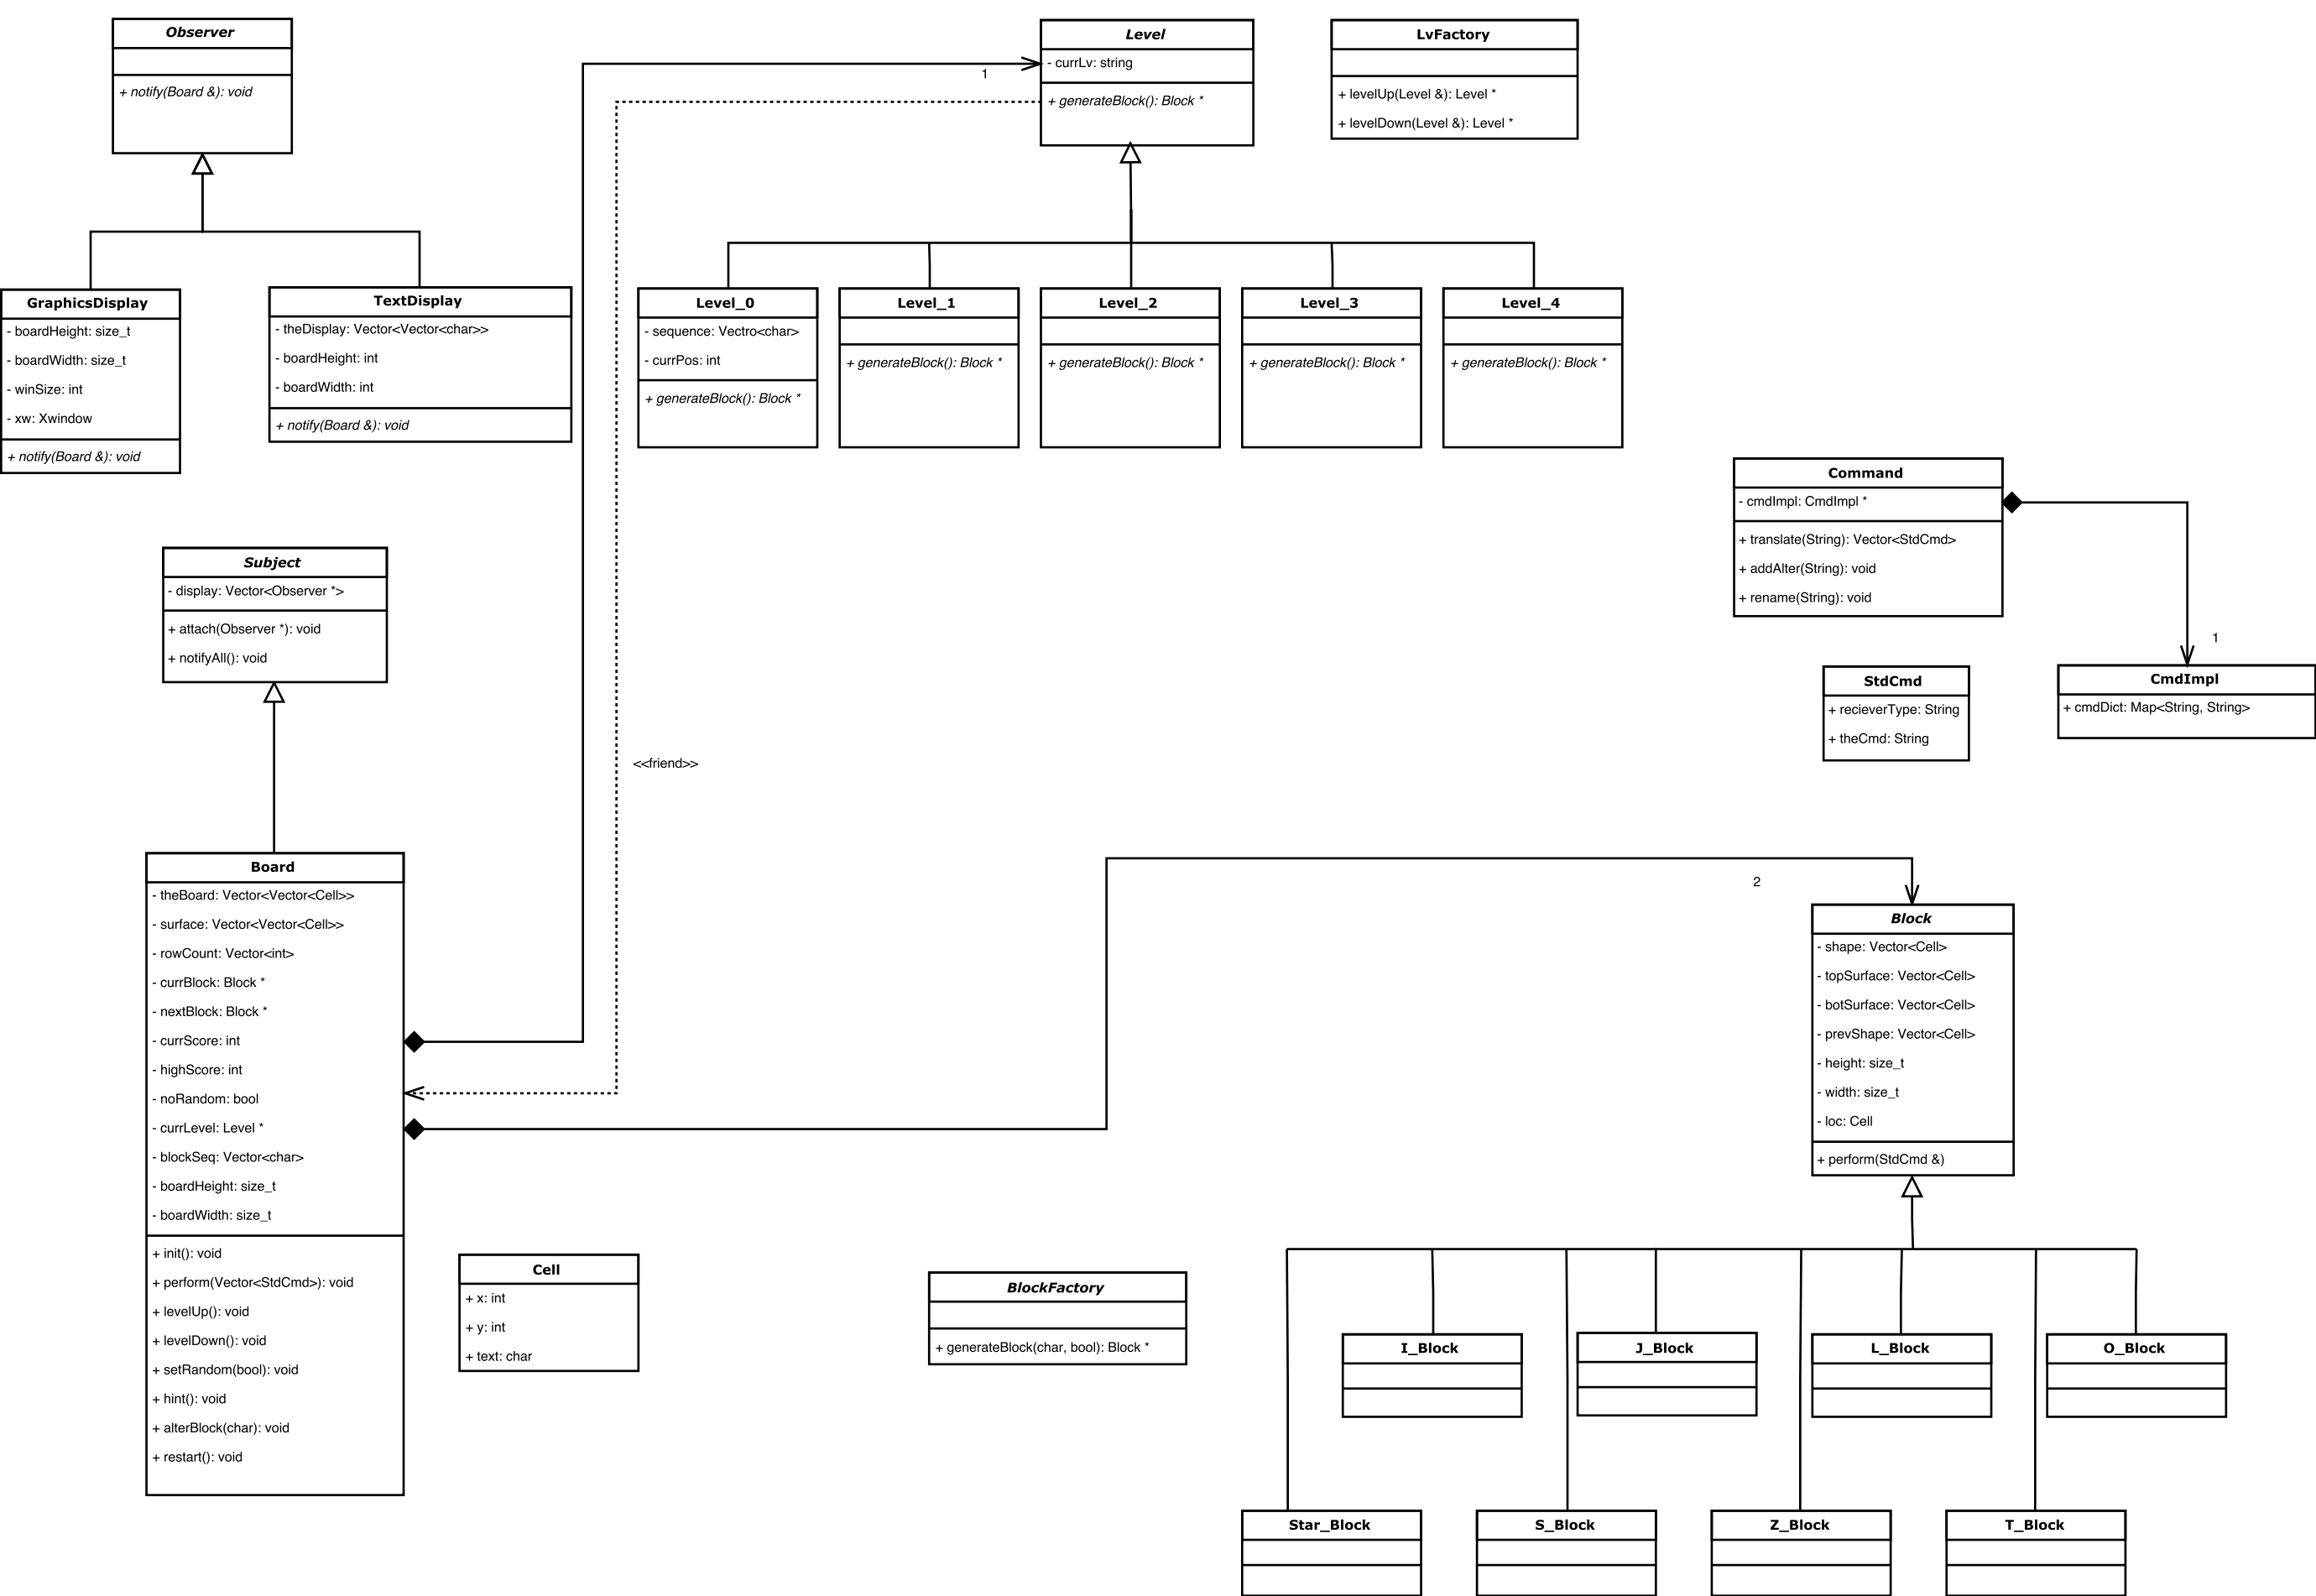 Observer
+ notify(Board &): void
Level
- currLv: string
+ generateBlock(): Block *
1
LvFactory
+ levelUp(Level &): Level *
+ levelDown(Level &): Level *
GraphicsDisplay
- boardHeight: size_t
- boardWidth: size_t
- winSize: int
- xw: Xwindow
+ notify(Board &): void
TextDisplay
- theDisplay: Vector<Vector<char>>
- boardHeight: int
- boardWidth: int
+ notify(Board &): void
Level_0
- sequence: Vectro<char>
- currPos: int
+ generateBlock(): Block *
Level_1
+ generateBlock(): Block *
Level_2
+ generateBlock(): Block *
Level_3
+ generateBlock(): Block *
Level_4
+ generateBlock(): Block *
Command
- cmdImpl: CmdImpl *
+ translate(String): Vector<StdCmd>
+ addAlter(String): void
+ rename(String): void
1
Subject
- display: Vector<Observer *>
+ attach(Observer *): void
+ notifyAll(): void
StdCmd
+ recieverType: String
+ theCmd: String
CmdImpl
+ cmdDict: Map<String, String>
<<friend>>
Board
- theBoard: Vector<Vector<Cell>>
- surface: Vector<Vector<Cell>>
- rowCount: Vector<int>
- currBlock: Block *
- nextBlock: Block *
- currScore: int
- highScore: int
- noRandom: bool
- currLevel: Level *
- blockSeq: Vector<char>
- boardHeight: size_t
- boardWidth: size_t
+ init(): void
+ perform(Vector<StdCmd>): void
+ levelUp(): void
+ levelDown(): void
+ setRandom(bool): void
+ hint(): void
+ alterBlock(char): void
+ restart(): void
2
Block
- shape: Vector<Cell>
- topSurface: Vector<Cell>
- botSurface: Vector<Cell>
- prevShape: Vector<Cell>
- height: size_t
- width: size_t
- loc: Cell
+ perform(StdCmd &)
Cell
+ x: int
+ y: int
+ text: char
BlockFactory
+ generateBlock(char, bool): Block *
I_Block
J_Block
L_Block
O_Block
Star_Block
S_Block
Z_Block
T_Block